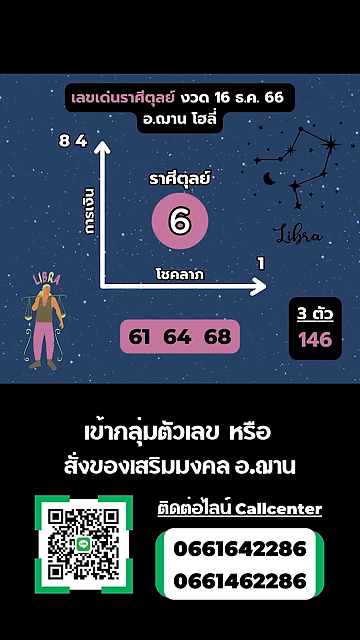 เลขเด่นราศีตุลย์ งวด 16 ธ.ค. 66
อ.ฌาน โฮลี่
8 4
ราศีตุลย์
การเงิน
6
Libra
1
โชคลาภ
LIBRA
61 64 68
3 ตัว
146
เข้ากลุ่มตัวเลข หรือ
สั่งของเสริมมงคล อ.ฌาน
ติดต่อไลน์ Callcenter
0661642286
0661462286